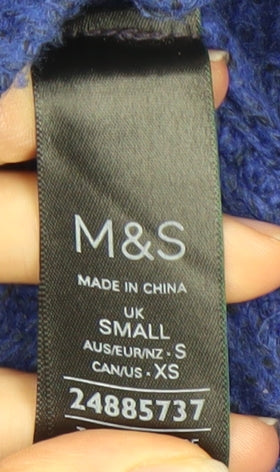 M&S
MADE IN CHINA
UK
SMALL
AUS/EUR/NZ · S
CAN/US · XS
24885737